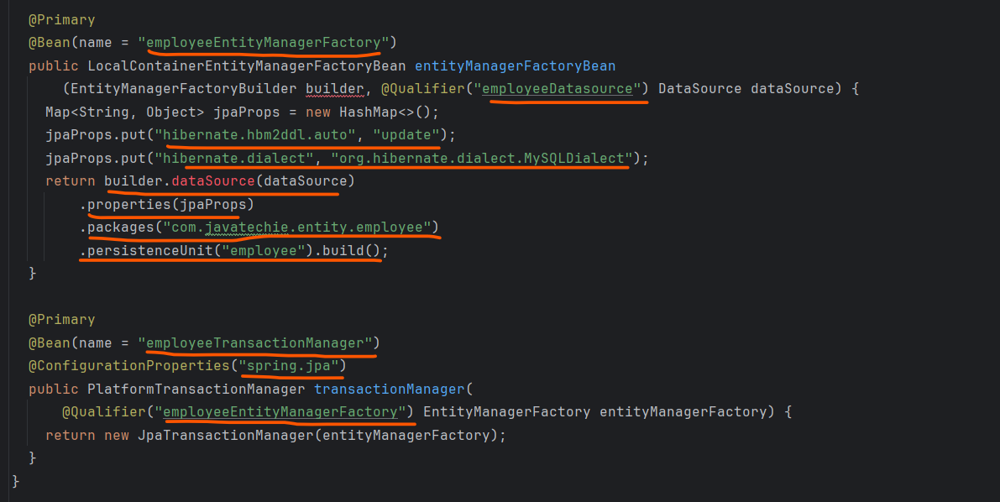 @Primary
@Bean(name = "employeeEntityManagerFactory")
public LocalContainerEntityManagerFactoryBean entityManagerFactoryBean
(EntityManagerFactoryBuilder builder, @Qualifier("employeeDatasource") DataSource dataSource) {
Map<String, Object> jpaProps = new HashMap<>();
jpaProps.put("hibernate.hbm2ddl.auto", "update");
jpaProps.put("hibernate.dialect", "org.hibernate.dialect.MySQLDialect");
return builder.dataSource(dataSource)
.properties(jpaProps)
.packages("com.javatechie.entity.employee")
.persistenceUnit("employee").build();
}
@Primary
@Bean(name = "employeeTransactionManager")
@ConfigurationProperties("spring.jpa")
public PlatformTransactionManager transactionManager(
@Qualifier("employeeEntityManagerFactory") EntityManagerFactory entityManagerFactory) {
return new JpaTransactionManager(entityManagerFactory);
}
}